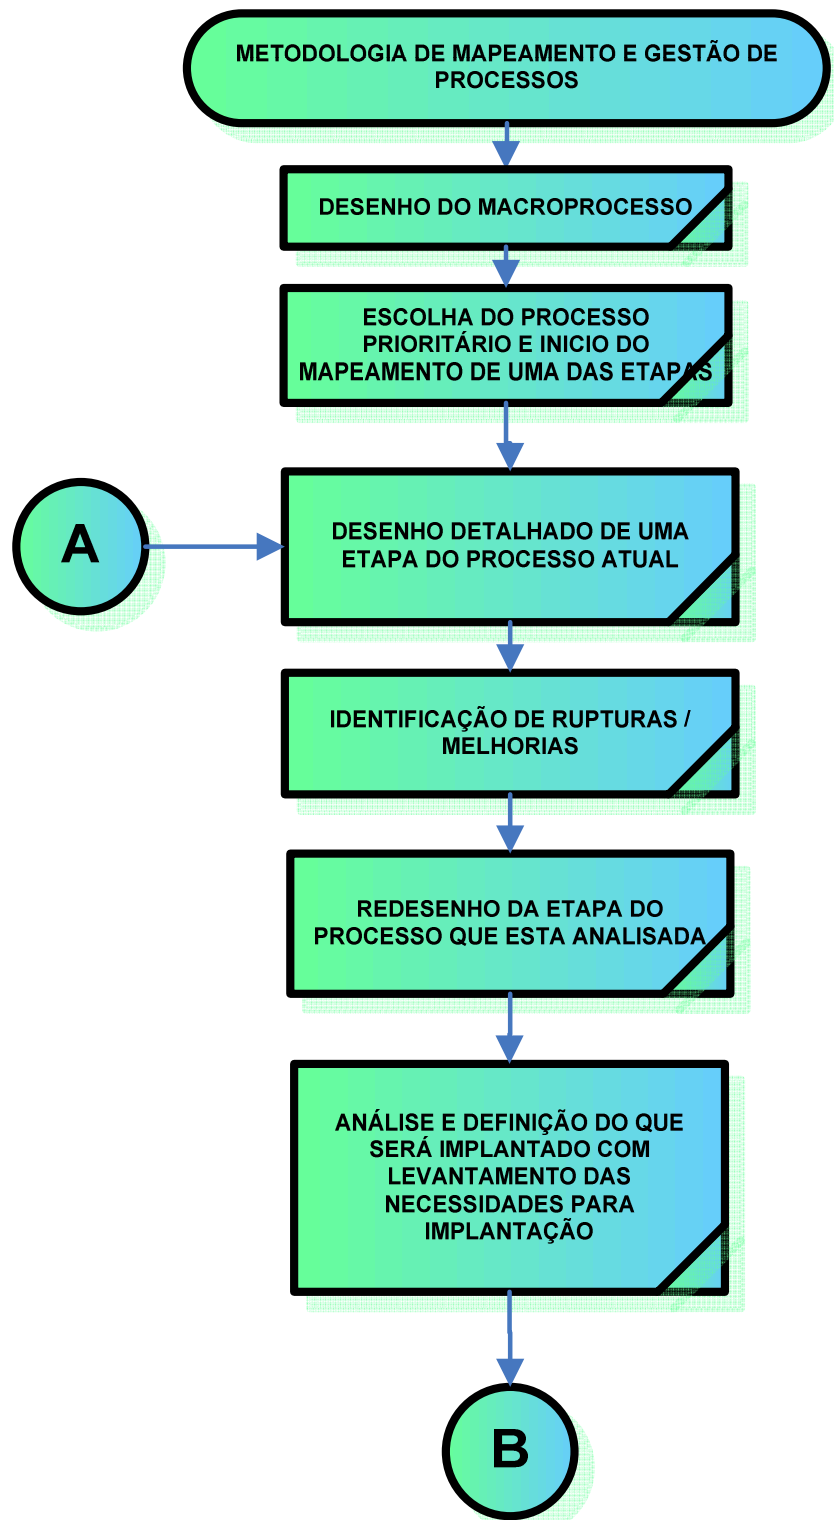 METODOLOGIA DE MAPEAMENTO E GESTÃO DE
PROCESSOS
DESENHO DO MACROPROCESSO
ESCOLHA DO PROCESSO
PRIORITÁRIO E INICIO DO
MAPEAMENTO DE UMA DAS ETAPAS
A
DESENHO DETALHADO DE UMA
ETAPA DO PROCESSO ATUAL
IDENTIFICAÇÃO DE RUPTURAS /
MELHORIAS
REDESENHO DA ETAPA DO
PROCESSO QUE ESTA ANALISADA
ANÁLISE E DEFINIÇÃO DO QUE
SERÁ IMPLANTADO COM
LEVANTAMENTO DAS
NECESSIDADES PARA
IMPLANTAÇÃO
B